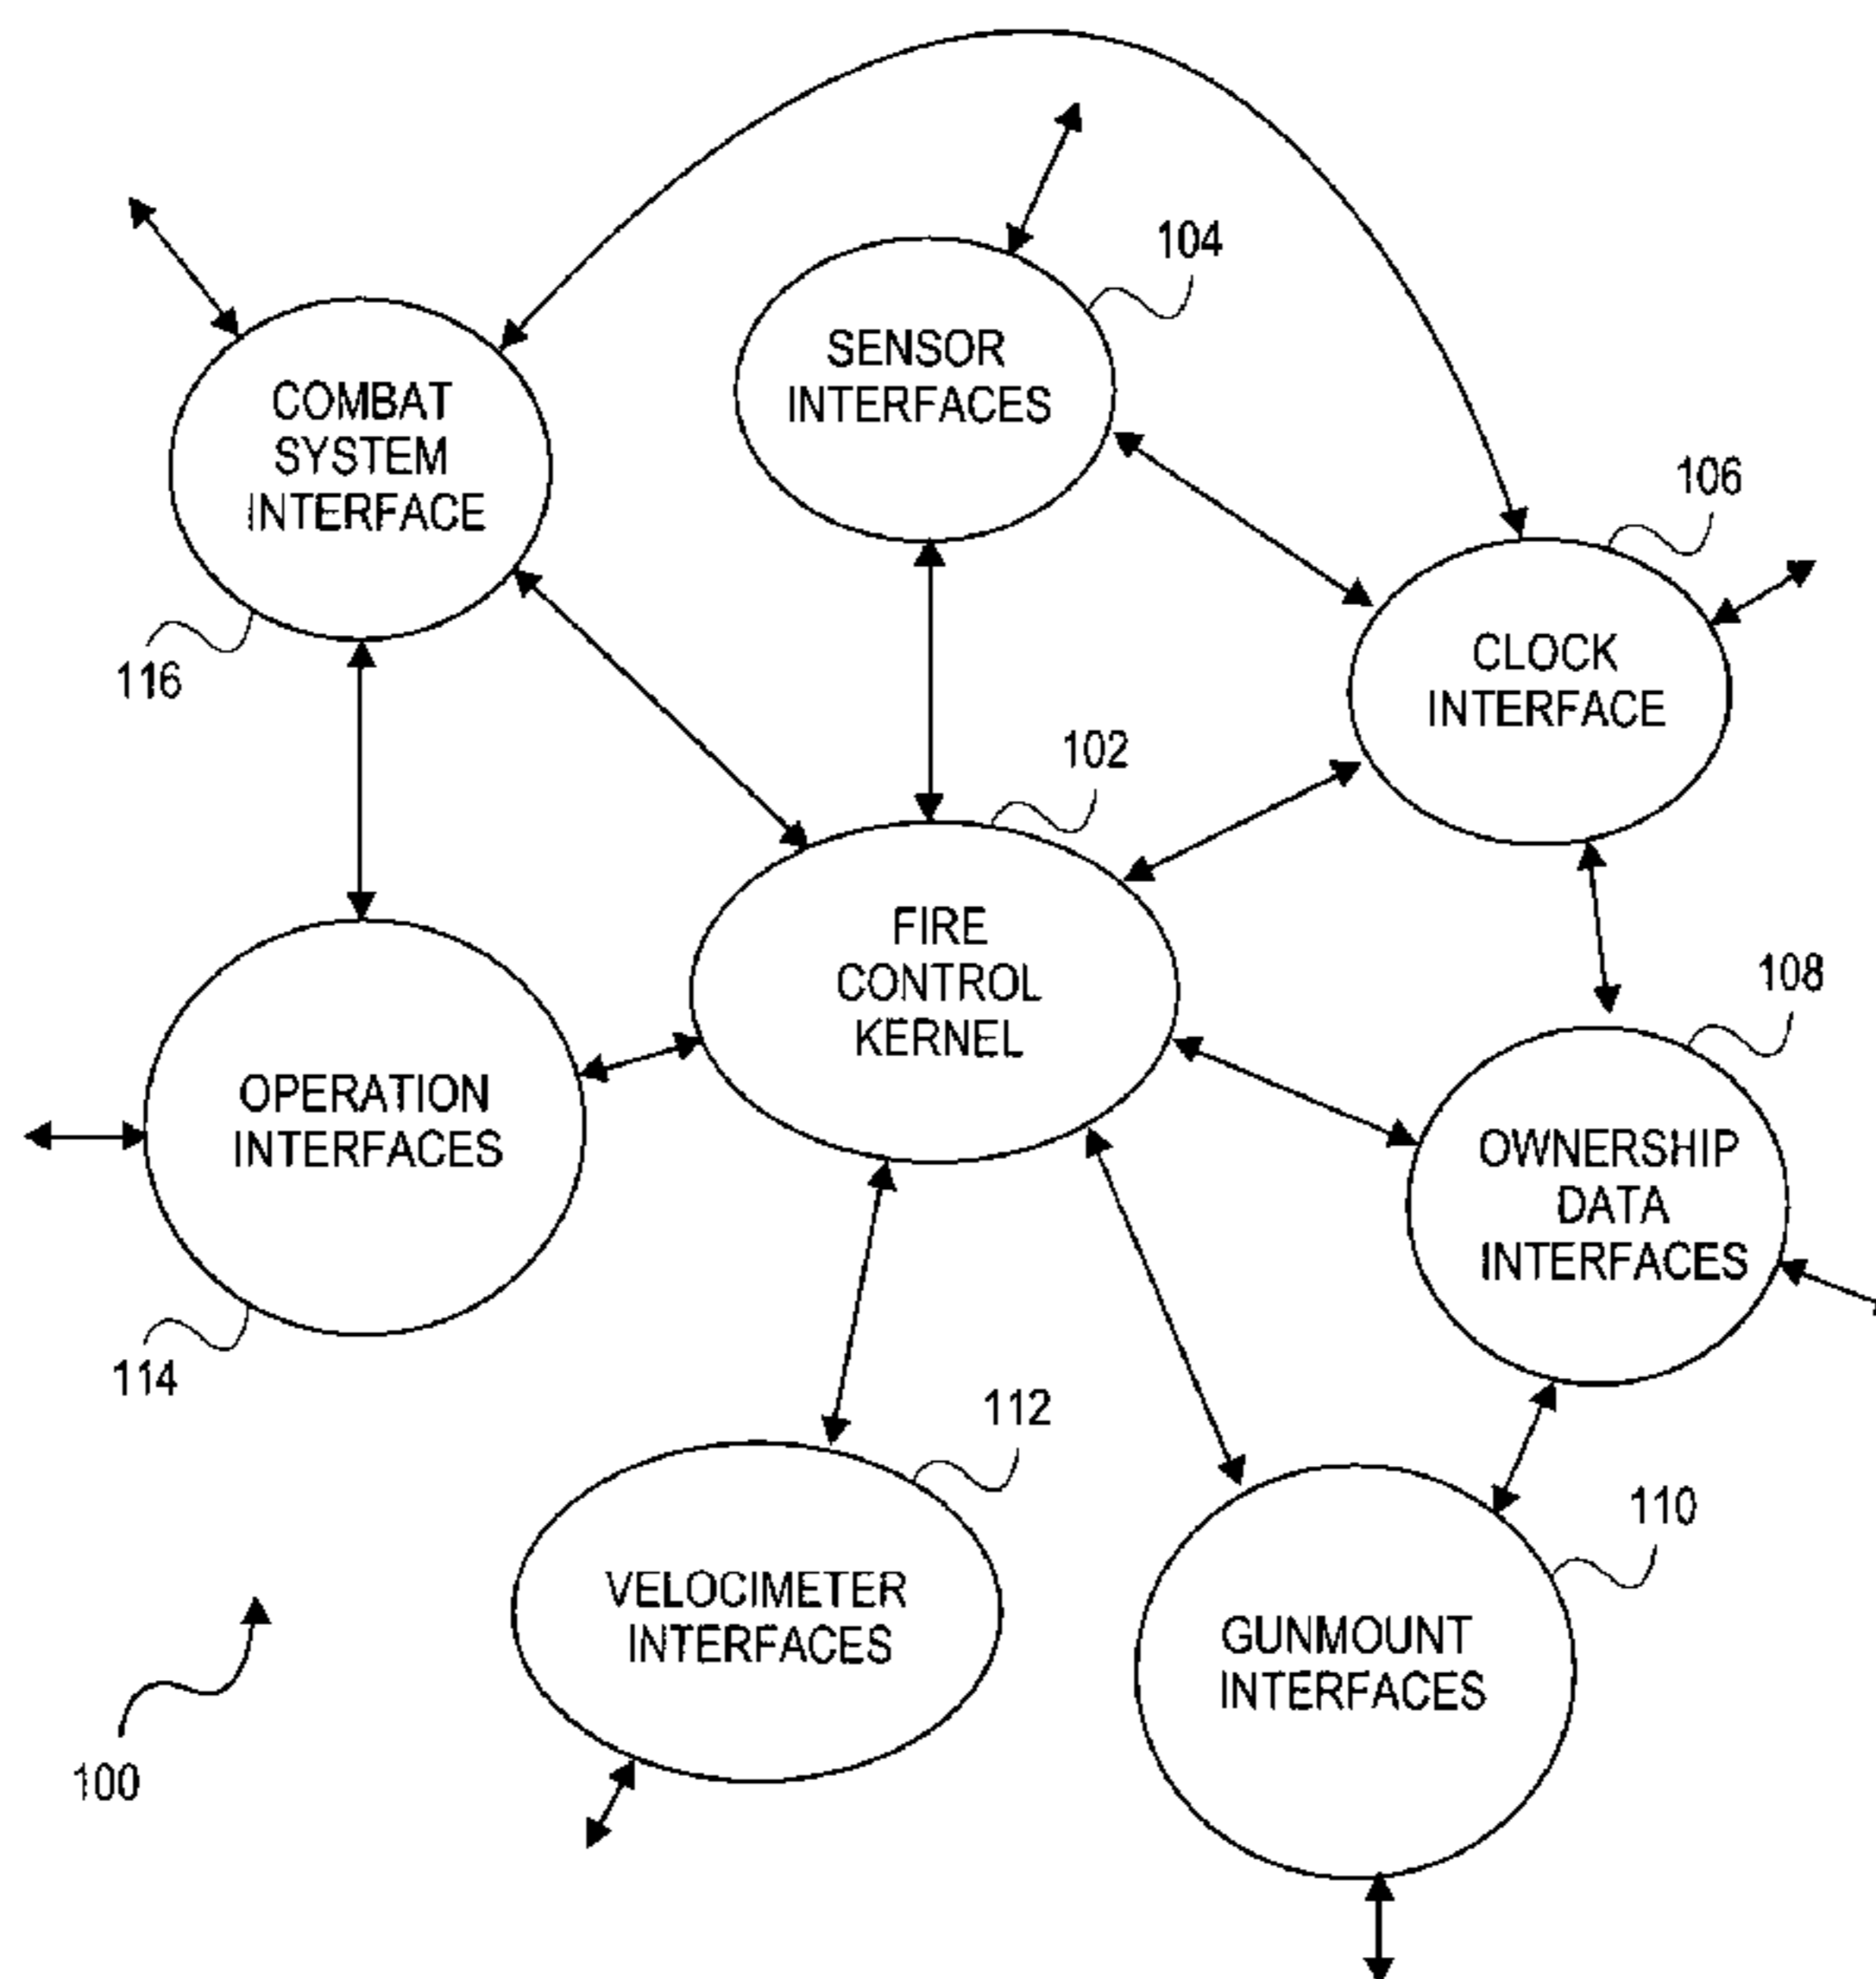 104
SENSOR
INTERFACES
COMBAT
SYSTEM
INTERFACE
106
116
CLOCK
INTERFACE
102
FIRE
CONTROL
KERNEL
108
OPERATION
INTERFACES
OWNERSHIP
DATA
INTERFACES
114
112
110
VELOCIMETER
INTERFACES
GUNMOUNT
INTERFACES
100